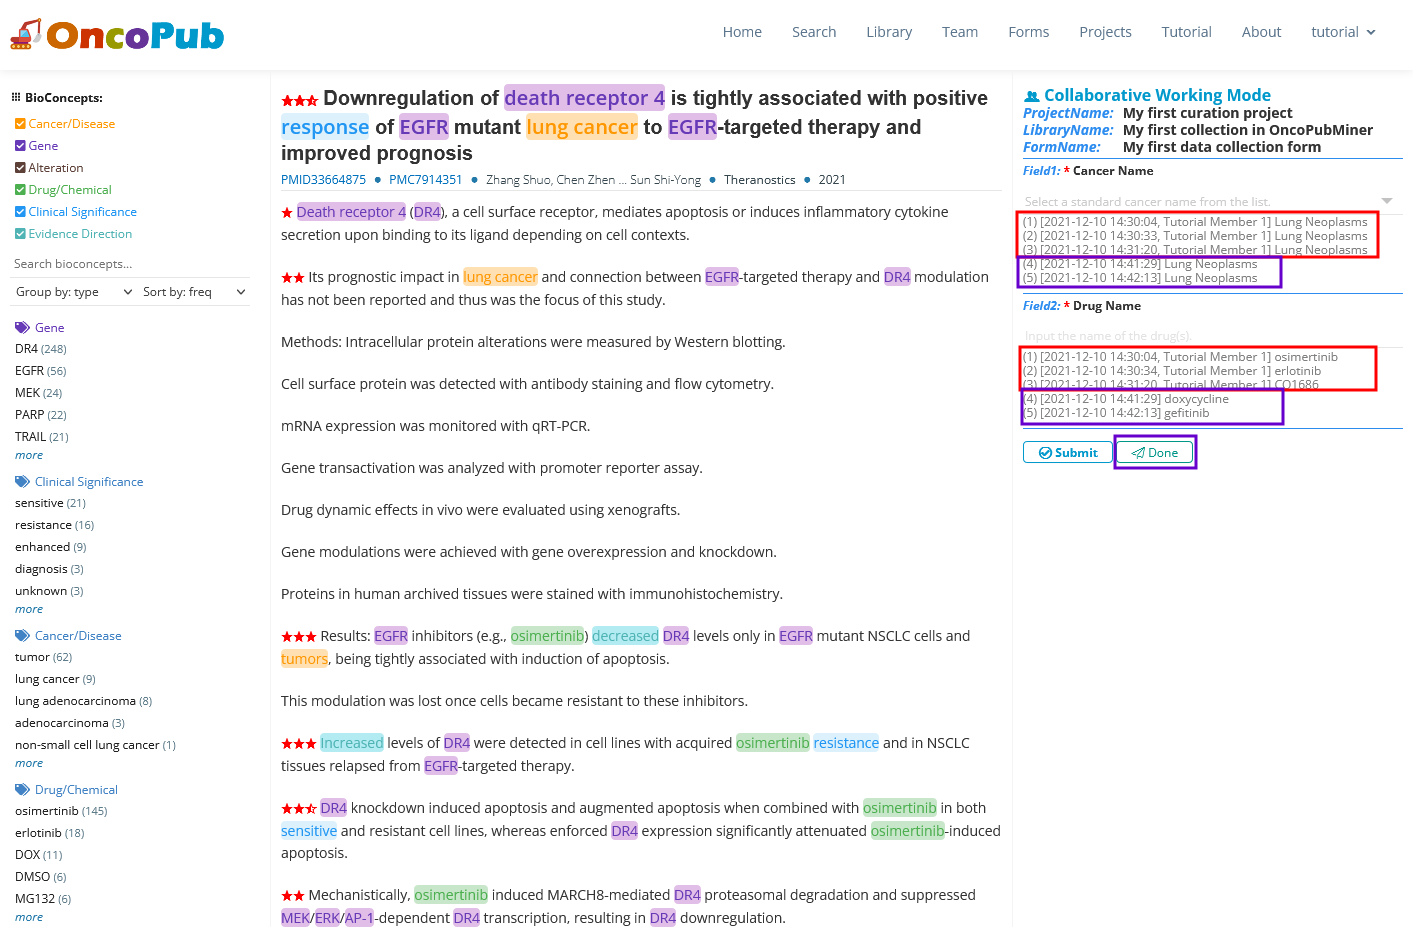 OncoPub
Home Search Library Team Forms Projects Tutorial About tutorial
BioConcepts:
Cancer/Disease
Gene
Alteration
Drug/Chemical
Clinical Significance
Evidence Direction
Search bioconcepts...
Group by: type Sort by: freq
Gene
DR4 (248)
EGFR (56)
MEK (24)
PARP (22)
TRAIL (21)
more
Clinical Significance
sensitive (21)
resistance (16)
enhanced (9)
diagnosis (3)
unknown (3)
more
Cancer/Disease
tumor (62)
lung cancer (9)
lung adenocarcinoma (8)
adenocarcinoma (3)
non-small cell lung cancer (1)
more
Drug/Chemical
osimertinib (145)
erlotinib (18)
DOX (11)
DMSO (6)
MG132 (6)
more
Downregulation of death receptor 4 is tightly associated with positive
response of EGFR mutant lung cancer to EGFR-targeted therapy and
improved prognosis
PMID33664875 ● PMC7914351 ● Zhang Shuo, Chen Zhen ... Sun Shi-Yong ● Theranostics ● 2021
Death receptor 4 (DR4), a cell surface receptor, mediates apoptosis or induces inflammatory cytokine
secretion upon binding to its ligand depending on cell contexts.
Its prognostic impact in lung cancer and connection between EGFR-targeted therapy and DR4 modulation
has not been reported and thus was the focus of this study.
Methods: Intracellular protein alterations were measured by Western blotting.
Cell surface protein was detected with antibody staining and flow cytometry.
mRNA expression was monitored with qRT-PCR.
Gene transactivation was analyzed with promoter reporter assay.
Drug dynamic effects in vivo were evaluated using xenografts.
Gene modulations were achieved with gene overexpression and knockdown.
Proteins in human archived tissues were stained with immunohistochemistry.
Results: EGFR inhibitors (e.g., osimertinib) decreased DR4 levels only in EGFR mutant NSCLC cells and
tumors, being tightly associated with induction of apoptosis.
This modulation was lost once cells became resistant to these inhibitors.
Increased levels of DR4 were detected in cell lines with acquired osimertinib resistance and in NSCLC
tissues relapsed from EGFR-targeted therapy.
DR4 knockdown induced apoptosis and augmented apoptosis when combined with osimertinib in both
sensitive and resistant cell lines, whereas enforced DR4 expression significantly attenuated osimertinib-induced
apoptosis.
Mechanistically, osimertinib induced MARCH8-mediated DR4 proteasomal degradation and suppressed
MEK/ERK/AP-1-dependent DR4 transcription, resulting in DR4 downregulation.
Collaborative Working Mode
ProjectName: My first curation project
LibraryName: My first collection in OncoPubMiner
FormName: My first data collection form
Field1: * Cancer Name
Select a standard cancer name from the list.
(1) [2021-12-10 14:30:04, Tutorial Member 1] Lung Neoplasms
(2) [2021-12-10 14:30:33, Tutorial Member 1] Lung Neoplasms
(3) [2021-12-10 14:31:20, Tutorial Member 1] Lung Neoplasms
(4) [2021-12-10 14:41:29] Lung Neoplasms
(5) [2021-12-10 14:42:13] Lung Neoplasms
Field2: * Drug Name
Input the name of the drug(s).
(1) [2021-12-10 14:30:04, Tutorial Member 1] osimertinib
(2) [2021-12-10 14:30:34, Tutorial Member 1] erlotinib
(3) [2021-12-10 14:31:20, Tutorial Member 1] CO1686
(4) [2021-12-10 14:41:29] doxycycline
(5) [2021-12-10 14:42:13] gefitinib
Submit Done